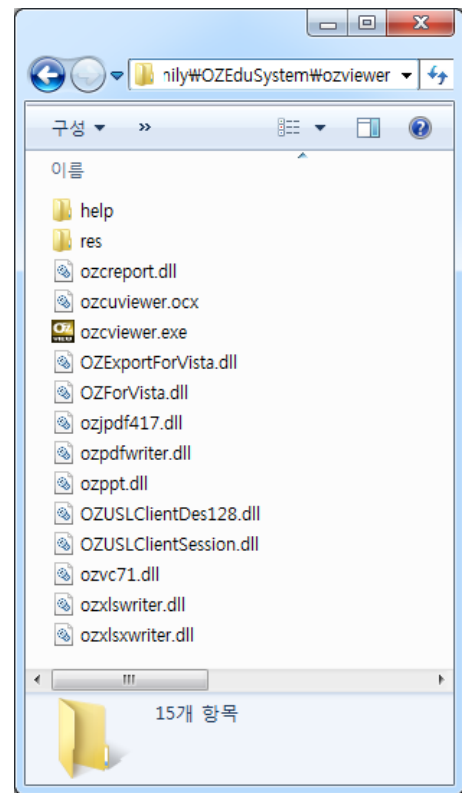 nily₩OZEduSystem₩ozviewer
구성 »
이름
help
res
ozcreport.dll
ozcuviewer.ocx
ozcviewer.exe
OZExportForVista.dll
OZForVista.dll
ozjpdf417.dll
ozpdfwriter.dll
ozppt.dll
OZUSLClientDes128.dll
OZUSLClientSession.dll
ozvc71.dll
ozxlswriter.dll
ozxlsxwriter.dll
15개 항목